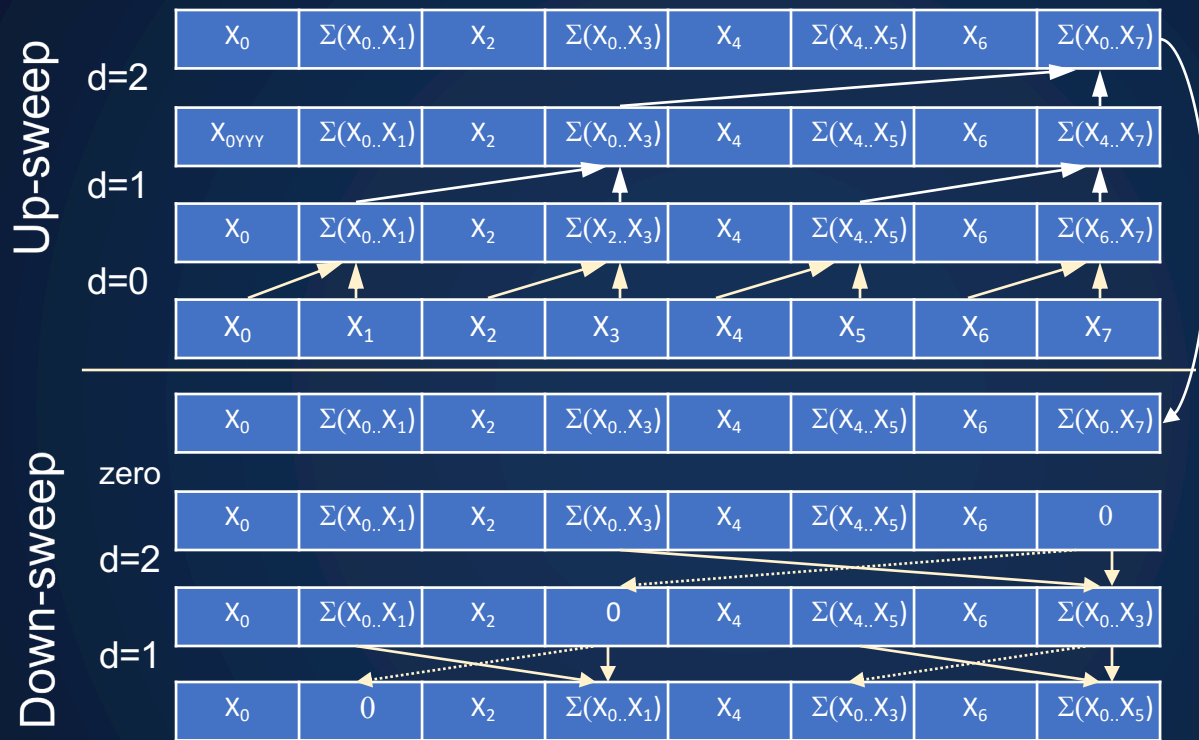 Up-sweep
X₀ Σ(X₀..X₁) X₂ Σ(X₀..X₃) X₄ Σ(X₄..X₅) X₆ Σ(X₀..X₇)
d=2
X₀YYY Σ(X₀..X₁) X₂ Σ(X₀..X₃) X₄ Σ(X₄..X₅) X₆ Σ(X₄..X₇)
d=1
X₀ Σ(X₀..X₁) X₂ Σ(X₂..X₃) X₄ Σ(X₄..X₅) X₆ Σ(X₆..X₇)
d=0
X₀ X₁ X₂ X₃ X₄ X₅ X₆ X₇
Down-sweep
X₀ Σ(X₀..X₁) X₂ Σ(X₀..X₃) X₄ Σ(X₄..X₅) X₆ Σ(X₀..X₇)
zero
X₀ Σ(X₀..X₁) X₂ Σ(X₀..X₃) X₄ Σ(X₄..X₅) X₆ 0
d=2
X₀ Σ(X₀..X₁) X₂ 0 X₄ Σ(X₄..X₅) X₆ Σ(X₀..X₃)
d=1
X₀ 0 X₂ Σ(X₀..X₁) X₄ Σ(X₀..X₃) X₆ Σ(X₀..X₅)